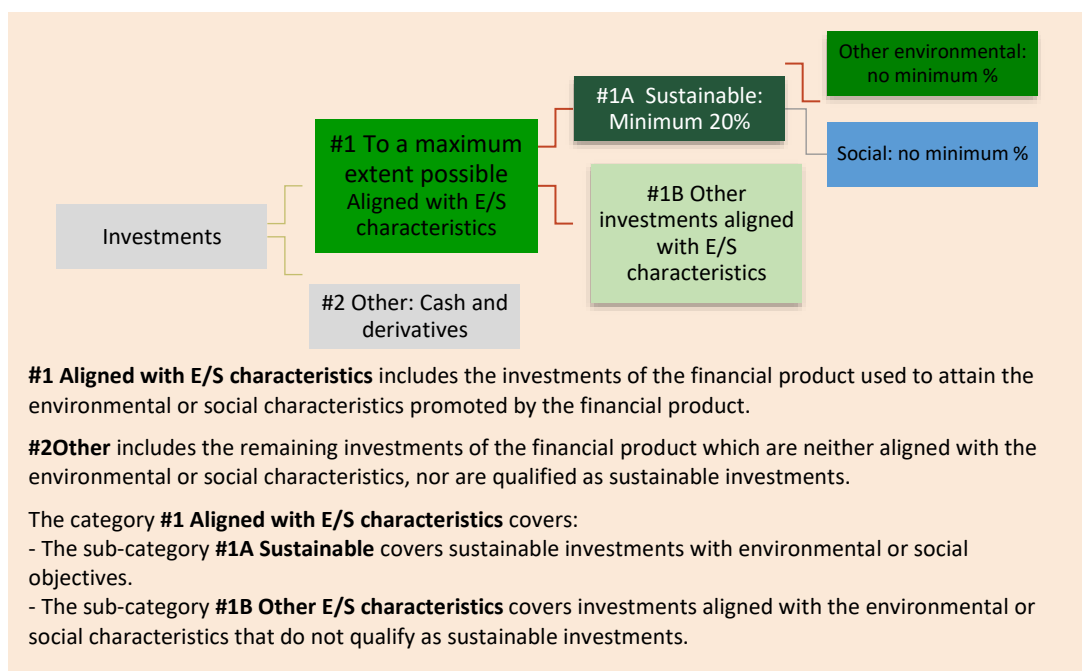 Other environmental:
no minimum %
#1A Sustainable:
Minimum 20%
#1 To a maximum
extent possible
Aligned with E/S
characteristics
Social: no minimum %
#1B Other
investments aligned
with E/S
characteristics
Investments
#2 Other: Cash and
derivatives
#1 Aligned with E/S characteristics includes the investments of the financial product used to attain the
environmental or social characteristics promoted by the financial product.
#2Other includes the remaining investments of the financial product which are neither aligned with the
environmental or social characteristics, nor are qualified as sustainable investments.
The category #1 Aligned with E/S characteristics covers:
- The sub-category #1A Sustainable covers sustainable investments with environmental or social
objectives.
- The sub-category #1B Other E/S characteristics covers investments aligned with the environmental or
social characteristics that do not qualify as sustainable investments.